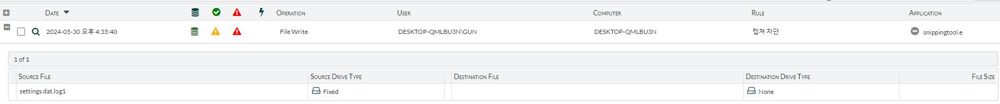 Date Operation User Computer Rule Application
2024-05-30 오후 4:35:40 File Write DESKTOP-QMLBU3N\GUN DESKTOP-QMLBU3N 캡쳐 차단 snippingtool.e
1 of 1
Source File Source Drive Type Destination File Destination Drive Type File Size
settings.dat.log1 Fixed None